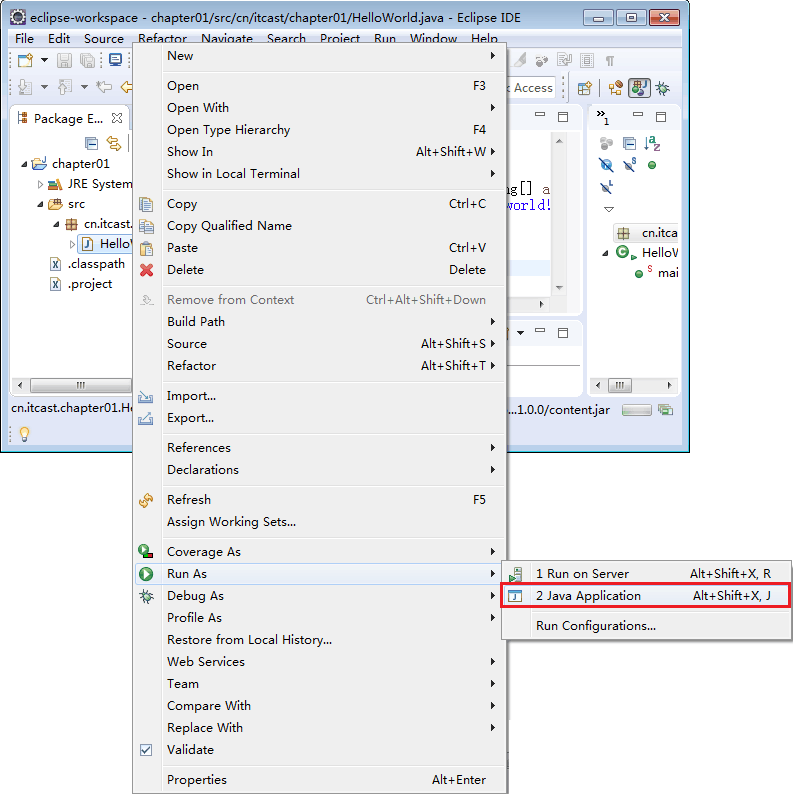 eclipse-workspace - chapter01/src/cn/itcast/chapter01/HelloWorld.java - Eclipse IDE
File Edit Source Refactor Navigate Search Project Run Window Help
Access
Package E...
chapter01
JRE System
src
cn.itcast.
Hello
.classpath
.project
cn.itcast.chapter01.He
New
Open F3
Open With
Open Type Hierarchy F4
Show In Alt+Shift+W
Show in Local Terminal
Copy Ctrl+C
Copy Qualified Name
Paste Ctrl+V
Delete Delete
Remove from Context Ctrl+Alt+Shift+Down
Build Path
Source Alt+Shift+S
Refactor Alt+Shift+T
Import...
Export...
References
Declarations
Refresh F5
Assign Working Sets...
Coverage As
Run As
Debug As
Profile As
Restore from Local History...
Web Services
Team
Compare With
Replace With
Validate
Properties Alt+Enter
ng[] a
world!
»1
cn.itca
HelloW
mai
...1.0.0/content.jar
1 Run on Server Alt+Shift+X, R
2 Java Application Alt+Shift+X, J
Run Configurations...